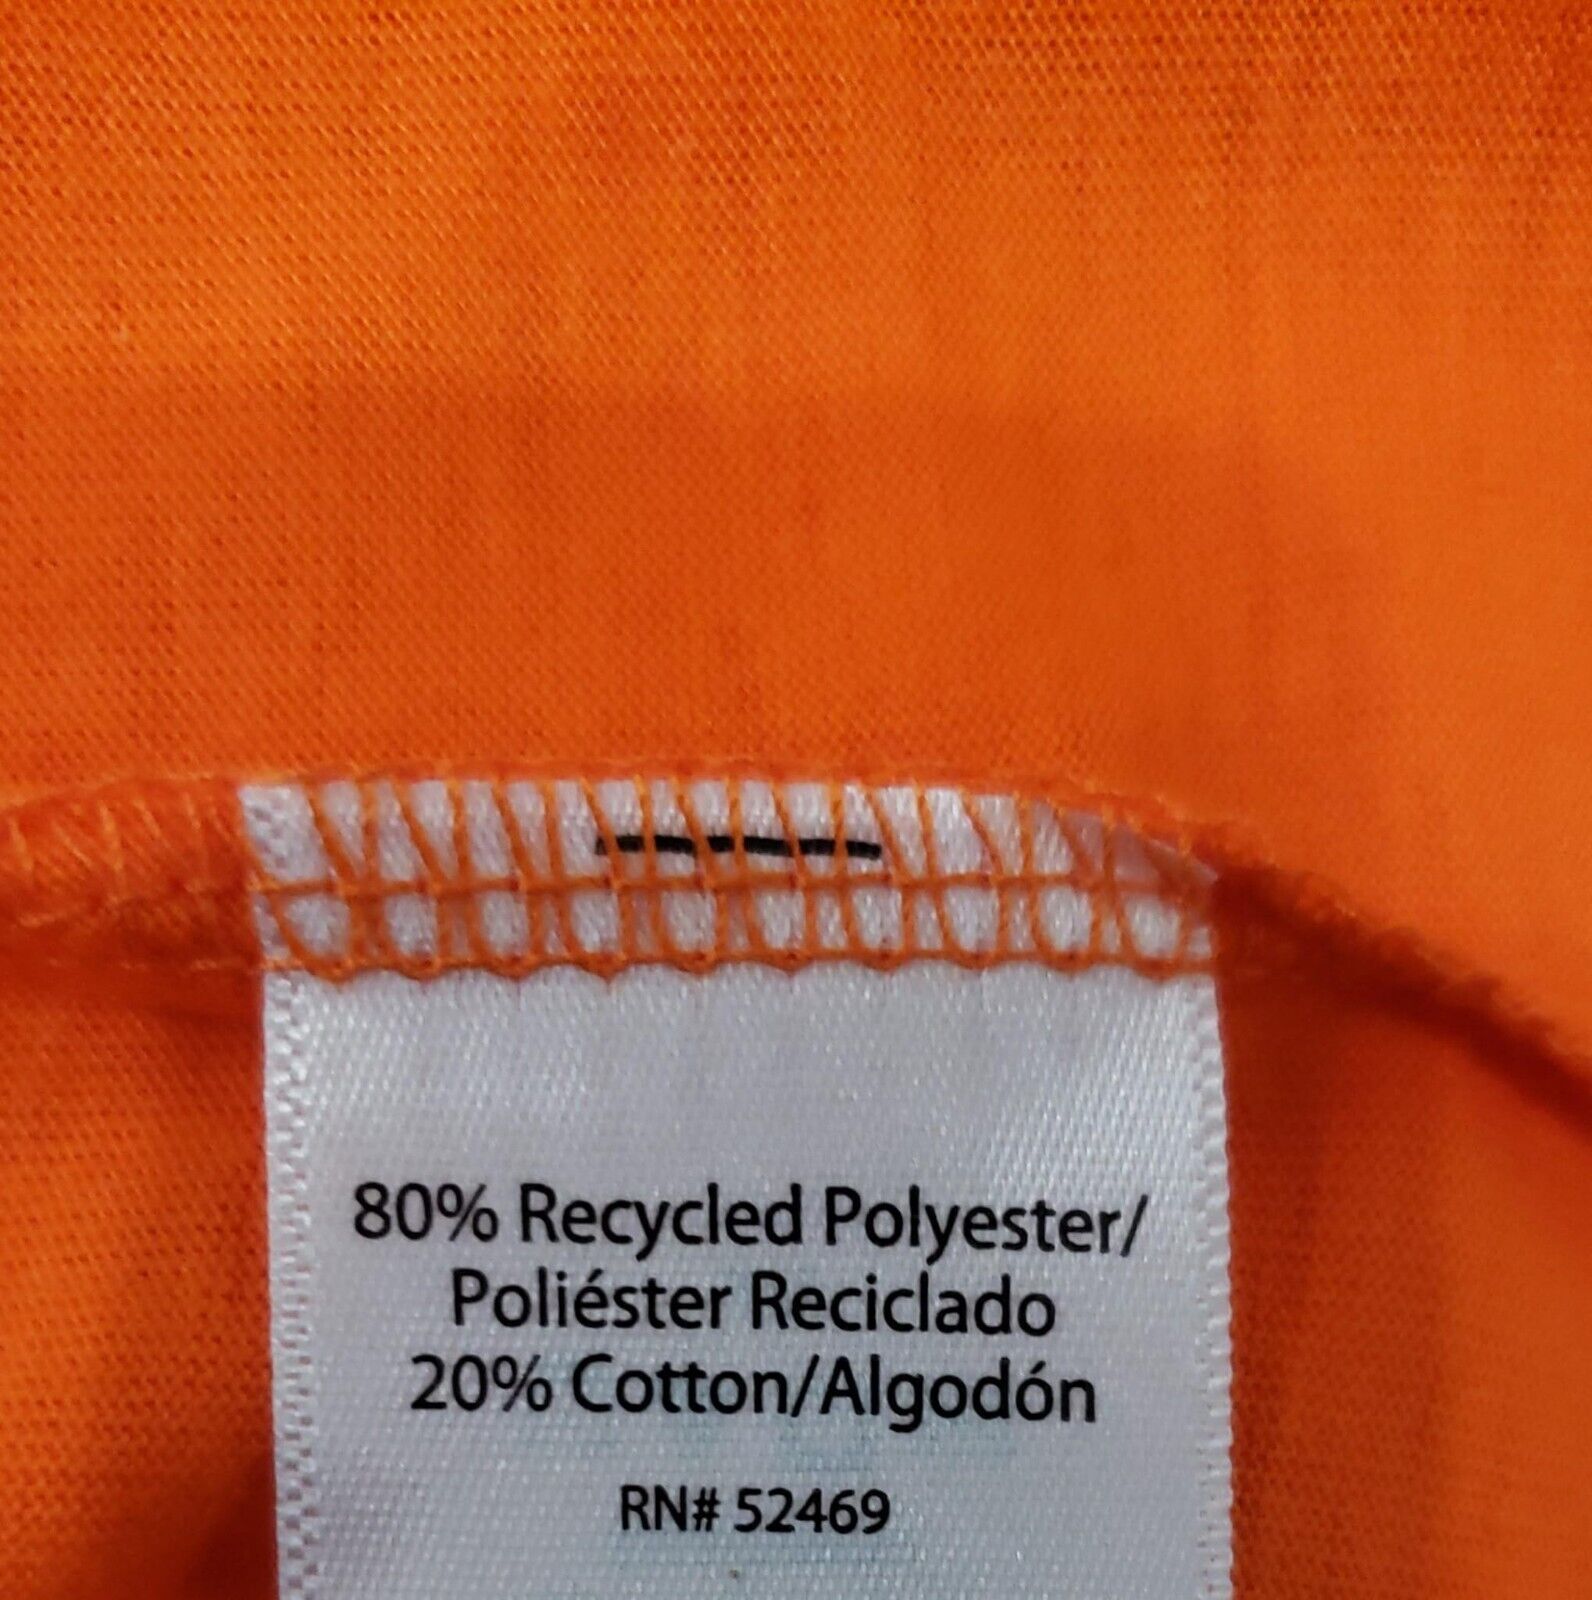 80% Recycled Polyester/
Poliéster Reciclado
20% Cotton/Algodón
RN# 52469